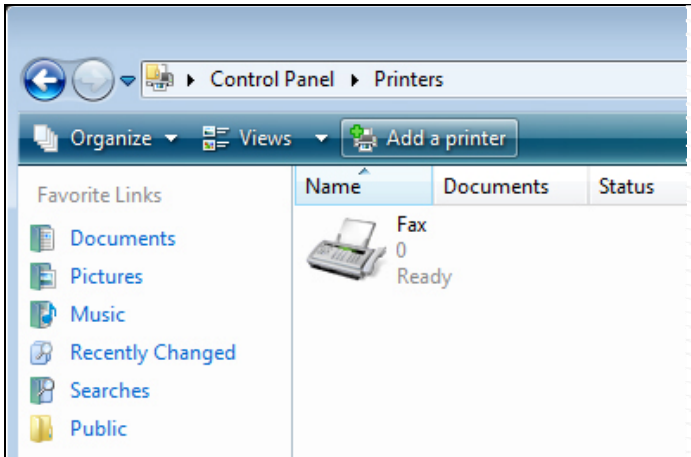 Control Panel Printers
Organize Views Add a printer
Favorite Links
Documents
Pictures
Music
Recently Changed
Searches
Public
Name Documents Status
Fax
0
Ready